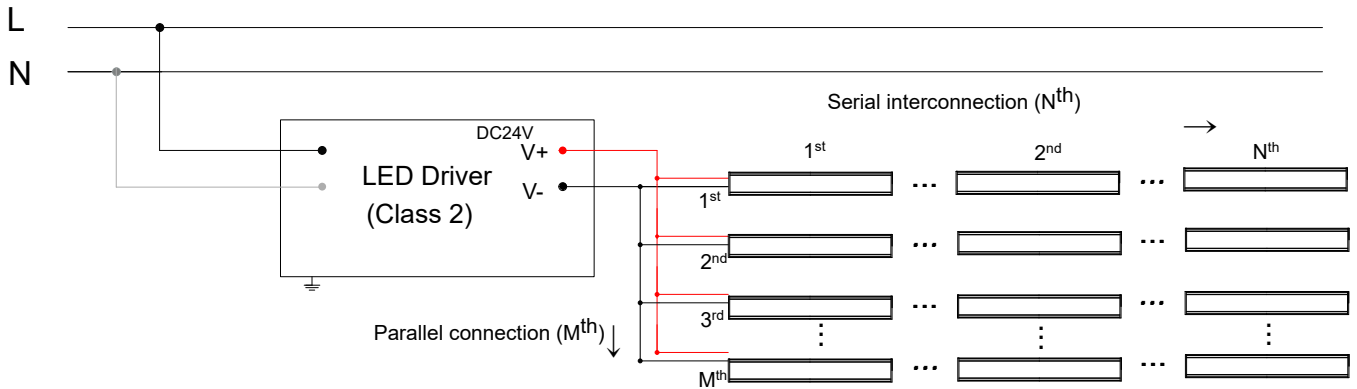 L
N
Serial interconnection (Nth)
DC24V
V+
V-
LED Driver
(Class 2)
1st
2nd
Nth
1st
2nd
3rd
Mth
Parallel connection (Mth)